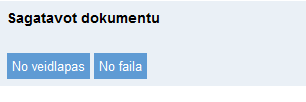 Sagatavot dokumentu
No veidlapas No faila